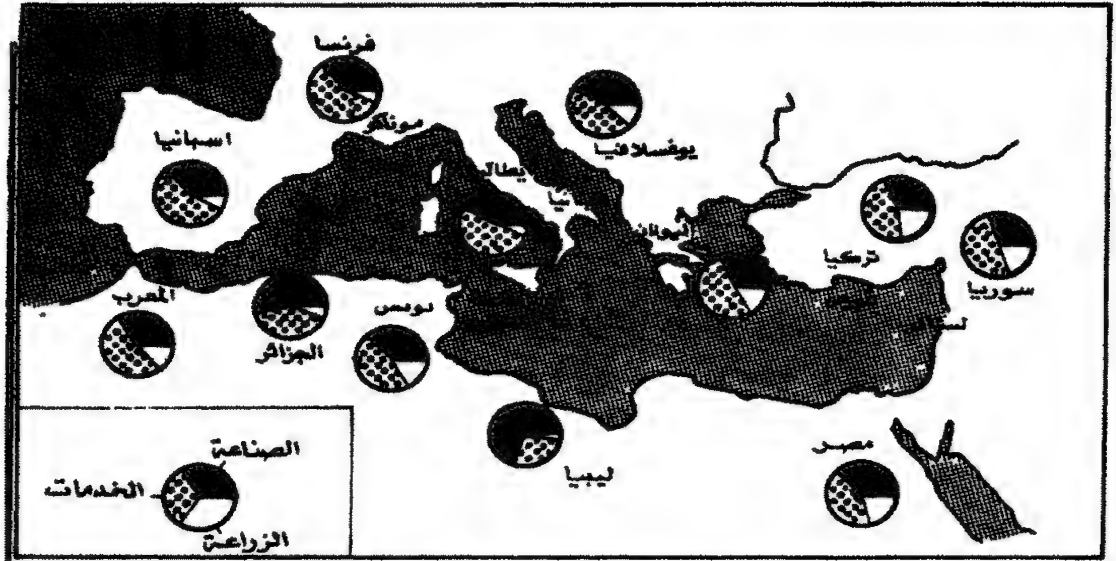 فرنسا
موناكو
يوغسلافيا
اسبانيا
تركيا
سوريا
المغرب
تونس
الجزائر
ليبيا
مصر
الصناعة
الخدمات
الزراعة